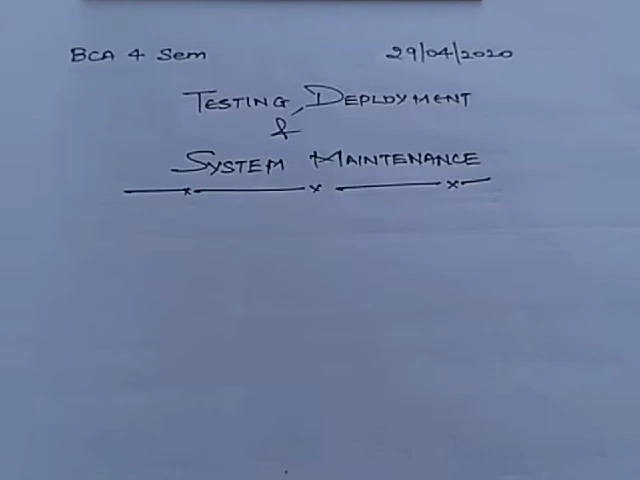 BCA 4 Sem 29/04/2020
TESTING, DEPLOYMENT
&
SYSTEM MAINTENANCE